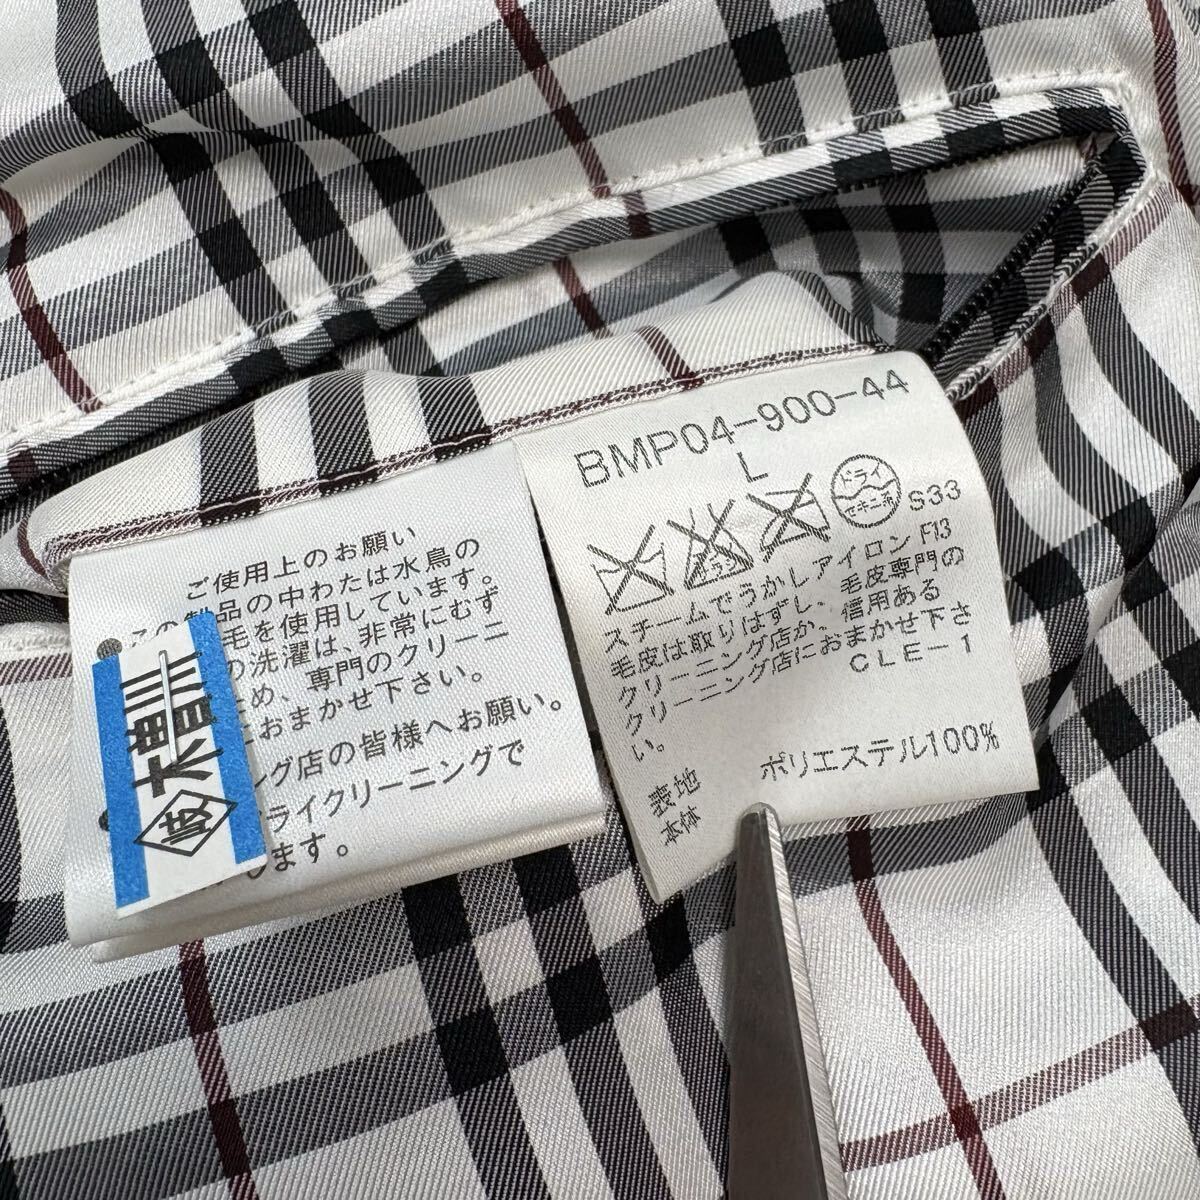 ご使用上のお願い
この製品の中わたは水鳥の
毛を使用しています。
の洗濯は、非常にむず
ため、専門のクリーニ
におまかせ下さい。
ング店の皆様へお願い。
ライクリーニングで
します。
木曽川
岐
BMP04-900-44
L
ドライ
セキユ系
S33
スチームでうかしアイロン F13
毛皮は取りはずし、毛皮専門の
クリーニング店か、信用ある
クリーニング店におまかせ下さ
い。
CLE-1
表地
本体
ポリエステル100%